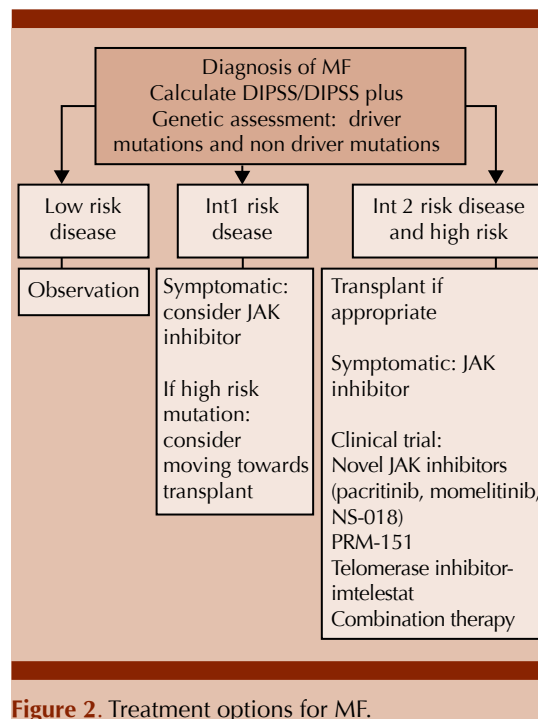 Diagnosis of MF
Calculate DIPSS/DIPSS plus
Genetic assessment: driver
mutations and non driver mutations
Low risk
disease
Int1 risk
dsease
Int 2 risk disease
and high risk
Observation
Symptomatic:
consider JAK
inhibitor
If high risk
mutation:
consider
moving towards
transplant
Transplant if
appropriate
Symptomatic: JAK
inhibitor
Clinical trial:
Novel JAK inhibitors
(pacritinib, momelitinib,
NS-018)
PRM-151
Telomerase inhibitor-
imtelestat
Combination therapy
Figure 2. Treatment options for MF.